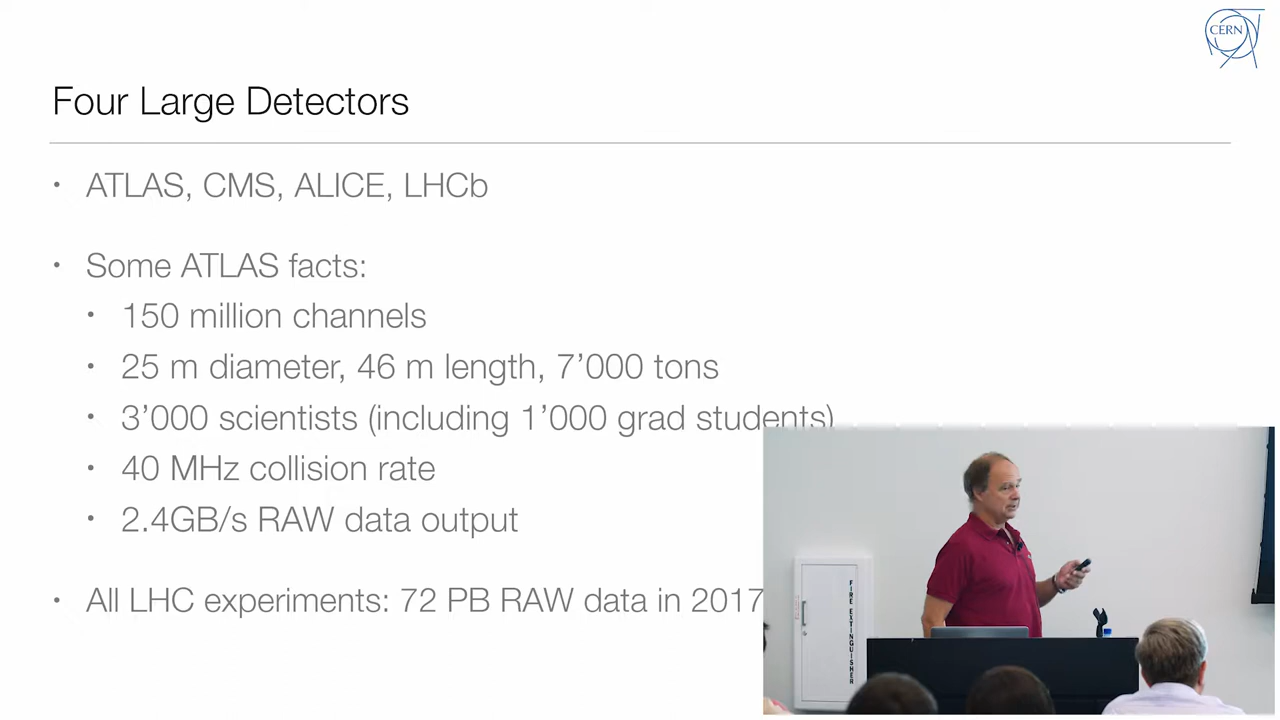 CERN
Four Large Detectors
• ATLAS, CMS, ALICE, LHCb
• Some ATLAS facts:
• 150 million channels
• 25 m diameter, 46 m length, 7’000 tons
• 3’000 scientists (including 1’000 grad students)
• 40 MHz collision rate
• 2.4GB/s RAW data output
• All LHC experiments: 72 PB RAW data in 2017
FIRE EXTINGUISHER